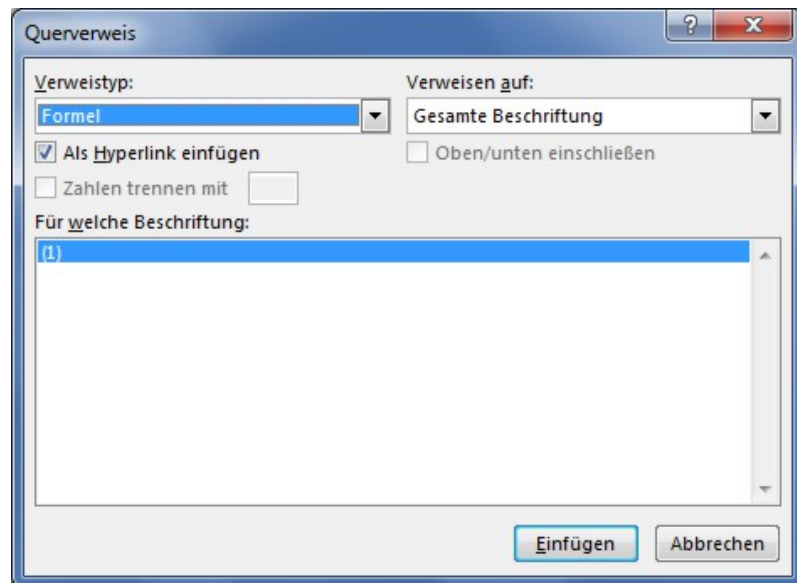 Querverweis
Verweistyp:
Verweisen auf:
Formel
Gesamte Beschriftung
Als Hyperlink einfügen
Oben/unten einschließen
Zahlen trennen mit
Für welche Beschriftung:
(1)
Einfügen
Abbrechen